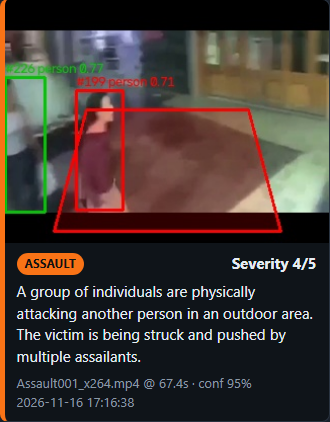 #226 person 0.77
#199 person 0.71
ASSAULT
Severity 4/5
A group of individuals are physically
attacking another person in an outdoor area.
The victim is being struck and pushed by
multiple assailants.
Assault001_x264.mp4 @ 67.4s · conf 95%
2026-11-16 17:16:38